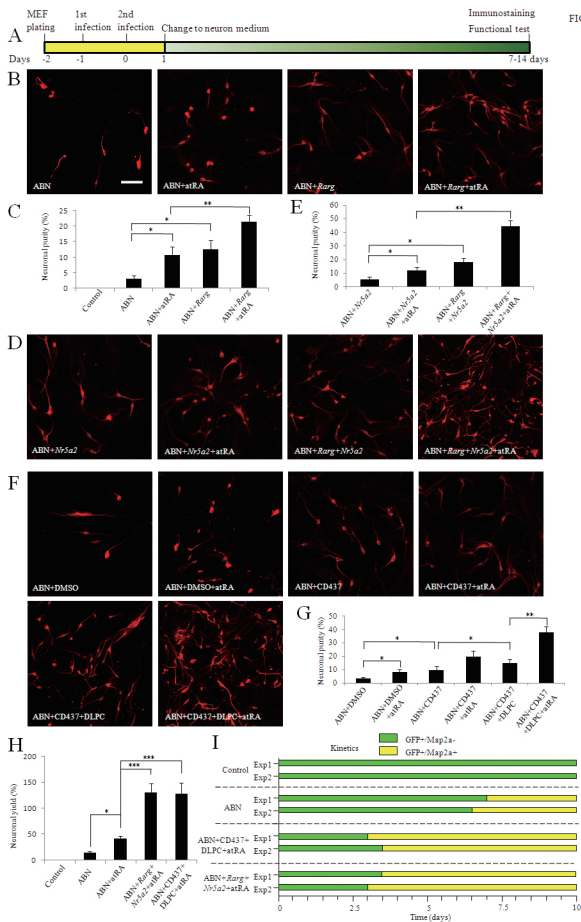 FIG
A
MEF
plating
1st
infection
2nd
infection
Change to neuron medium
Immunostaining
Functional test
Days
-2
-1
0
1
7-14 days
B
ABN
ABN+atRA
ABN+Rarg
ABN+Rarg+atRA
C
Neuronal purity (%)
25
20
15
10
5
0
*
*
**
Control
ABN
ABN+atRA
ABN+Rarg
ABN+Rarg
+atRA
E
Neuronal purity (%)
60
50
40
30
20
10
0
*
*
**
ABN+Nr5a2
ABN+Nr5a2
+atRA
ABN+Rarg
+Nr5a2
ABN+Rarg+
Nr5a2+atRA
D
ABN+Nr5a2
ABN+Nr5a2+atRA
ABN+Rarg+Nr5a2
ABN+Rarg+Nr5a2+atRA
F
ABN+DMSO
ABN+DMSO+atRA
ABN+CD437
ABN+CD437+atRA
ABN+CD437+DLPC
ABN+CD437+DLPC+atRA
G
Neuronal purity (%)
50
40
30
20
10
0
*
*
*
**
ABN+DMSO
ABN+DMSO
+atRA
ABN+CD437
ABN+CD437
+atRA
ABN+CD437
+DLPC
ABN+CD437+
DLPC+atRA
H
Neuronal yield (%)
200
150
100
50
0
*
***
***
Control
ABN
ABN+atRA
ABN+Rarg+
Nr5a2+atRA
ABN+CD437+
DLPC+atRA
I
Kinetics
GFP+/Map2a-
GFP+/Map2a+
Control
Exp1
Exp2
ABN
Exp1
Exp2
ABN+CD437+
DLPC+atRA
Exp1
Exp2
ABN+Rarg+
Nr5a2+atRA
Exp1
Exp2
0
2.5
5
7.5
10
Time (days)